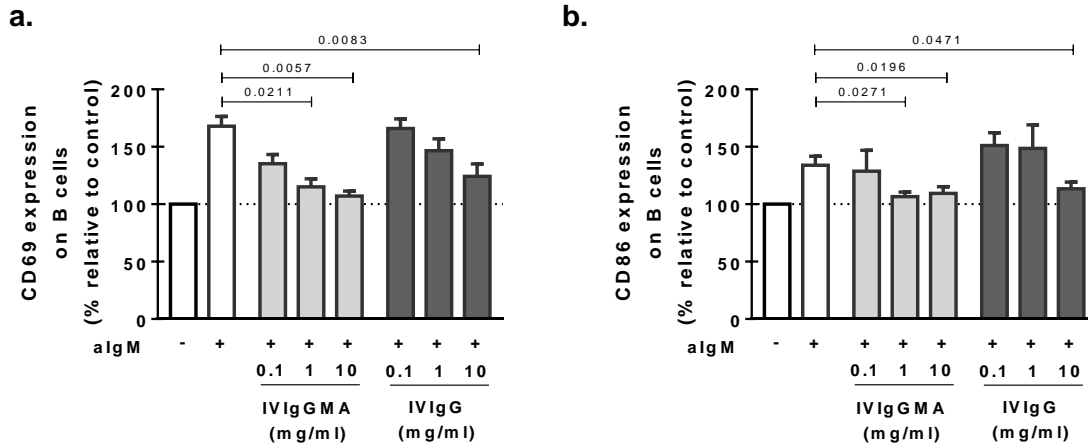 a.
0.0083
0.0057
0.0211
CD69 expression
on B cells
(% relative to control)
200
150
100
50
0
aIgM - + + + + + + +
0.1 1 10 0.1 1 10
IVIgGMA IVIgG
(mg/ml) (mg/ml)
b.
0.0471
0.0196
0.0271
CD86 expression
on B cells
(% relative to control)
200
150
100
50
0
aIgM - + + + + + + +
0.1 1 10 0.1 1 10
IVIgGMA IVIgG
(mg/ml) (mg/ml)